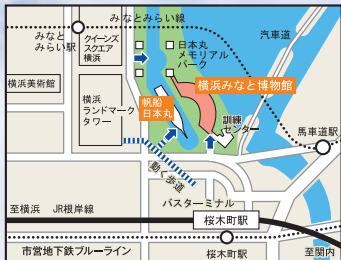 みなとみらい線
みなと
みらい駅
クイーンズ
スクエア
横浜
日本丸
メモリアル
パーク
汽車道
横浜美術館
横浜みなと博物館
横浜
ランドマーク
タワー
帆船
日本丸
訓練
センター
馬車道駅
動く歩道
バスターミナル
至横浜 JR根岸線
桜木町駅
市営地下鉄ブルーライン
桜木町駅
至関内